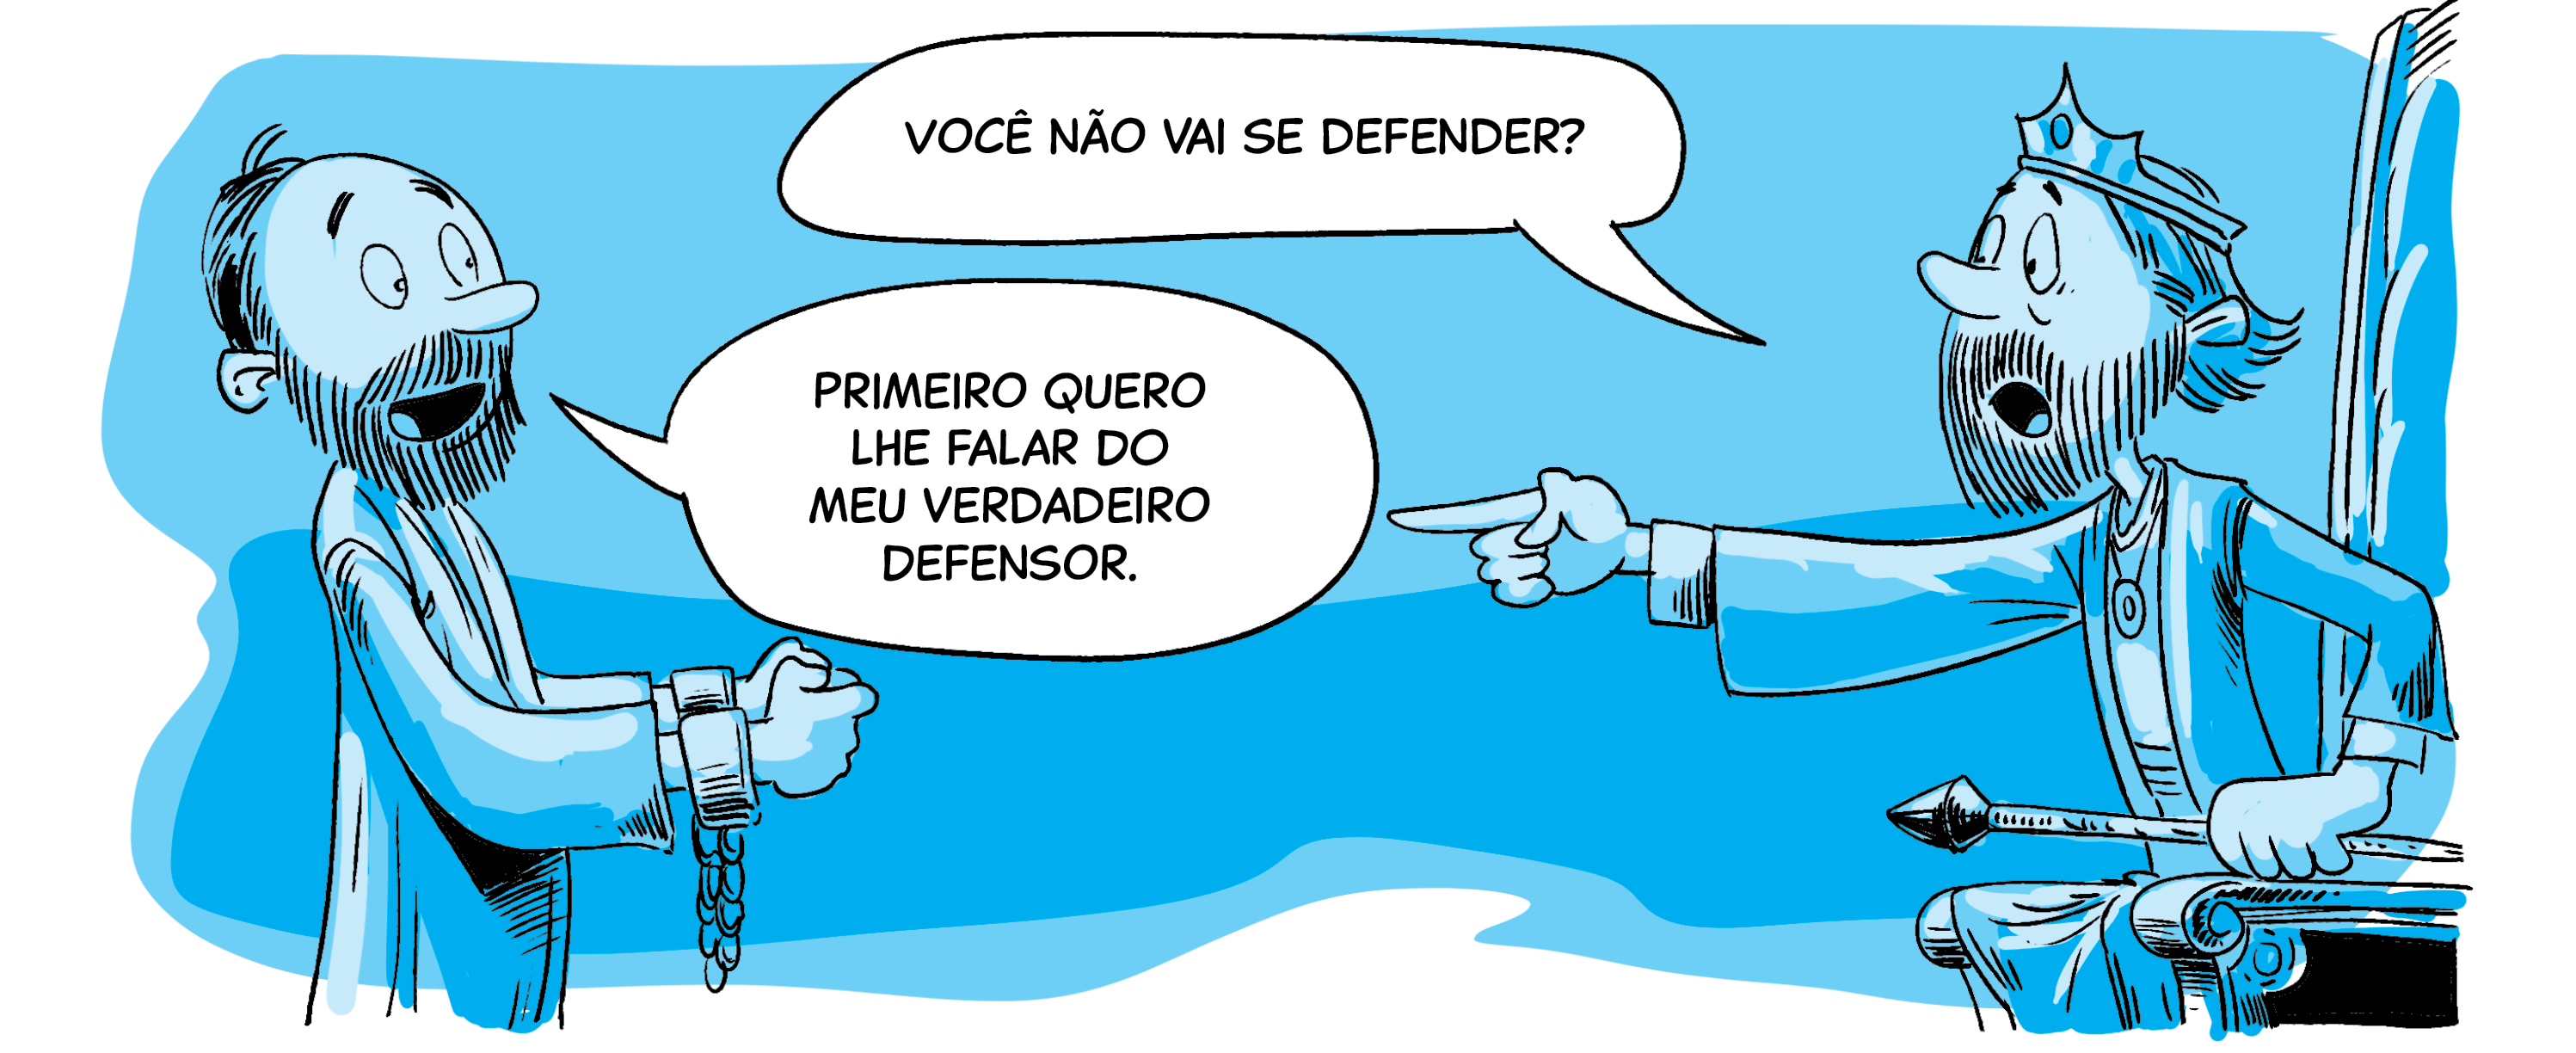 VOCÊ NÃO VAI SE DEFENDER?
PRIMEIRO QUERO
LHE FALAR DO
MEU VERDADEIRO
DEFENSOR.